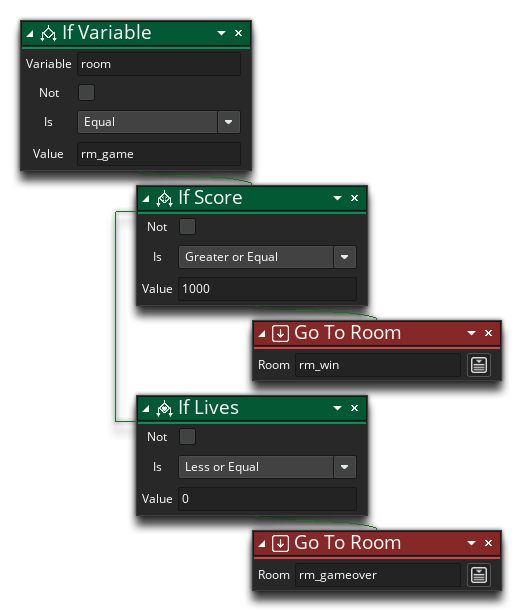 If Variable
Variable room
Not
Is Equal
Value rm_game
If Score
Not
Is Greater or Equal
Value 1000
Go To Room
Room rm_win
If Lives
Not
Is Less or Equal
Value 0
Go To Room
Room rm_gameover